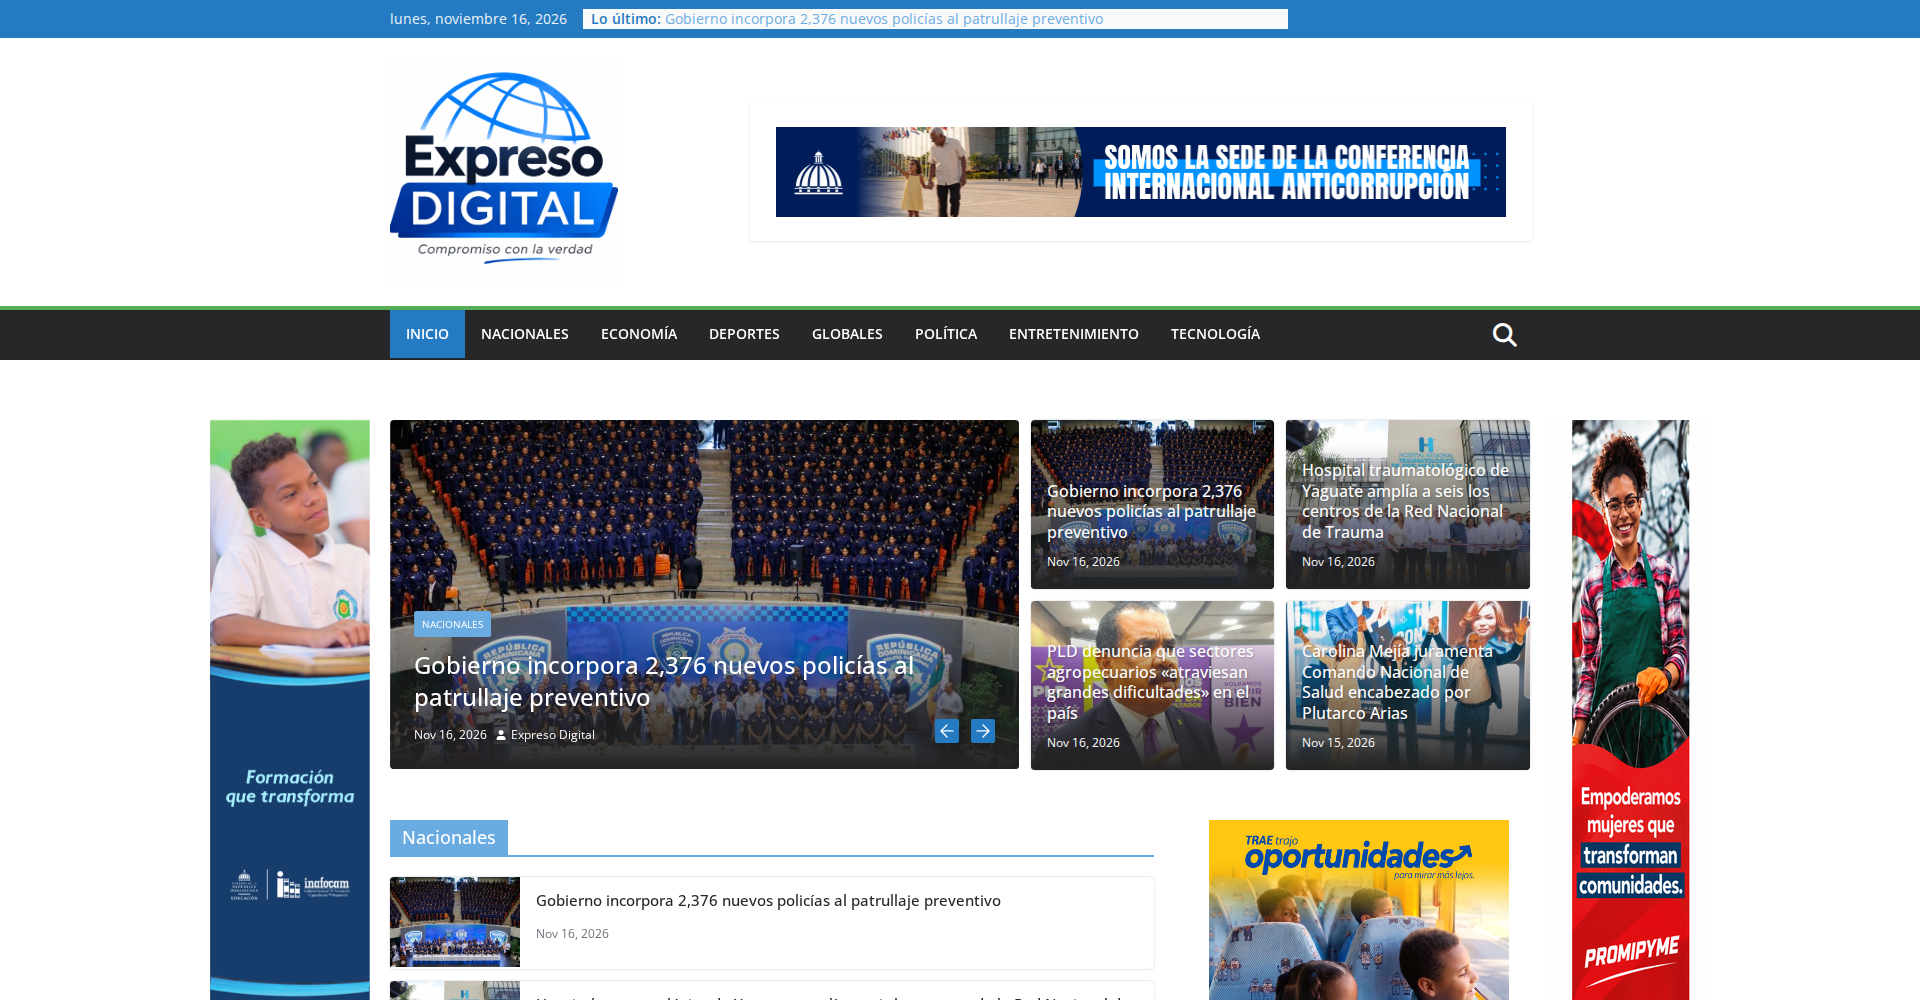 lunes, noviembre 16, 2026
Lo último: Gobierno incorpora 2,376 nuevos policías al patrullaje preventivo
Expreso
DIGITAL
Compromiso con la verdad
SOMOS LA SEDE DE LA CONFERENCIA
INTERNACIONAL ANTICORRUPCIÓN
INICIO NACIONALES ECONOMÍA DEPORTES GLOBALES POLÍTICA ENTRETENIMIENTO TECNOLOGÍA
Formación
que transforma
EDUCACIÓN
inafocam
NACIONALES
Gobierno incorpora 2,376 nuevos policías al
patrullaje preventivo
Nov 16, 2026 Expreso Digital
REPÚBLICA DOMINICANA
REPÚBLICA DOMINICANA
Gobierno incorpora 2,376
nuevos policías al patrullaje
preventivo
Nov 16, 2026
Hospital traumatológico de
Yaguate amplía a seis los
centros de la Red Nacional
de Trauma
Nov 16, 2026
PLD denuncia que sectores
agropecuarios «atraviesan
grandes dificultades» en el
país
Nov 16, 2026
BIEN
Carolina Mejía juramenta
Comando Nacional de
Salud encabezado por
Plutarco Arias
Nov 15, 2026
Empoderamos
mujeres que
transforman
comunidades.
PROMIPYME
Nacionales
Gobierno incorpora 2,376 nuevos policías al patrullaje preventivo
Nov 16, 2026
TRAE trajo
oportunidades
para mirar más lejos.